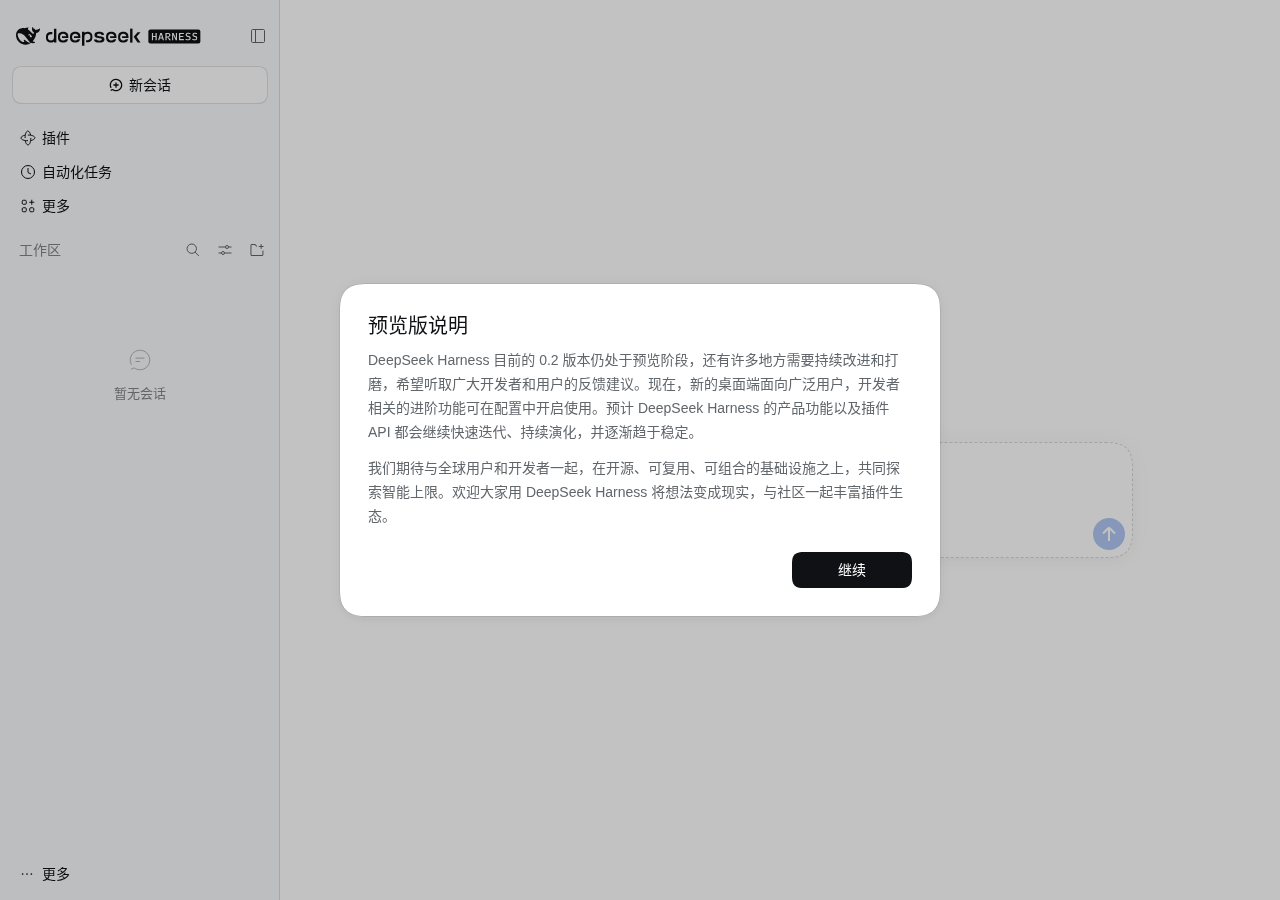 deepseek HARNESS
新会话
插件
自动化任务
更多
工作区
暂无会话
更多
预览版说明
DeepSeek Harness 目前的 0.2 版本仍处于预览阶段，还有许多地方需要持续改进和打
磨，希望听取广大开发者和用户的反馈建议。现在，新的桌面端面向广泛用户，开发者
相关的进阶功能可在配置中开启使用。预计 DeepSeek Harness 的产品功能以及插件
API 都会继续快速迭代、持续演化，并逐渐趋于稳定。
我们期待与全球用户和开发者一起，在开源、可复用、可组合的基础设施之上，共同探
索智能上限。欢迎大家用 DeepSeek Harness 将想法变成现实，与社区一起丰富插件生
态。
继续